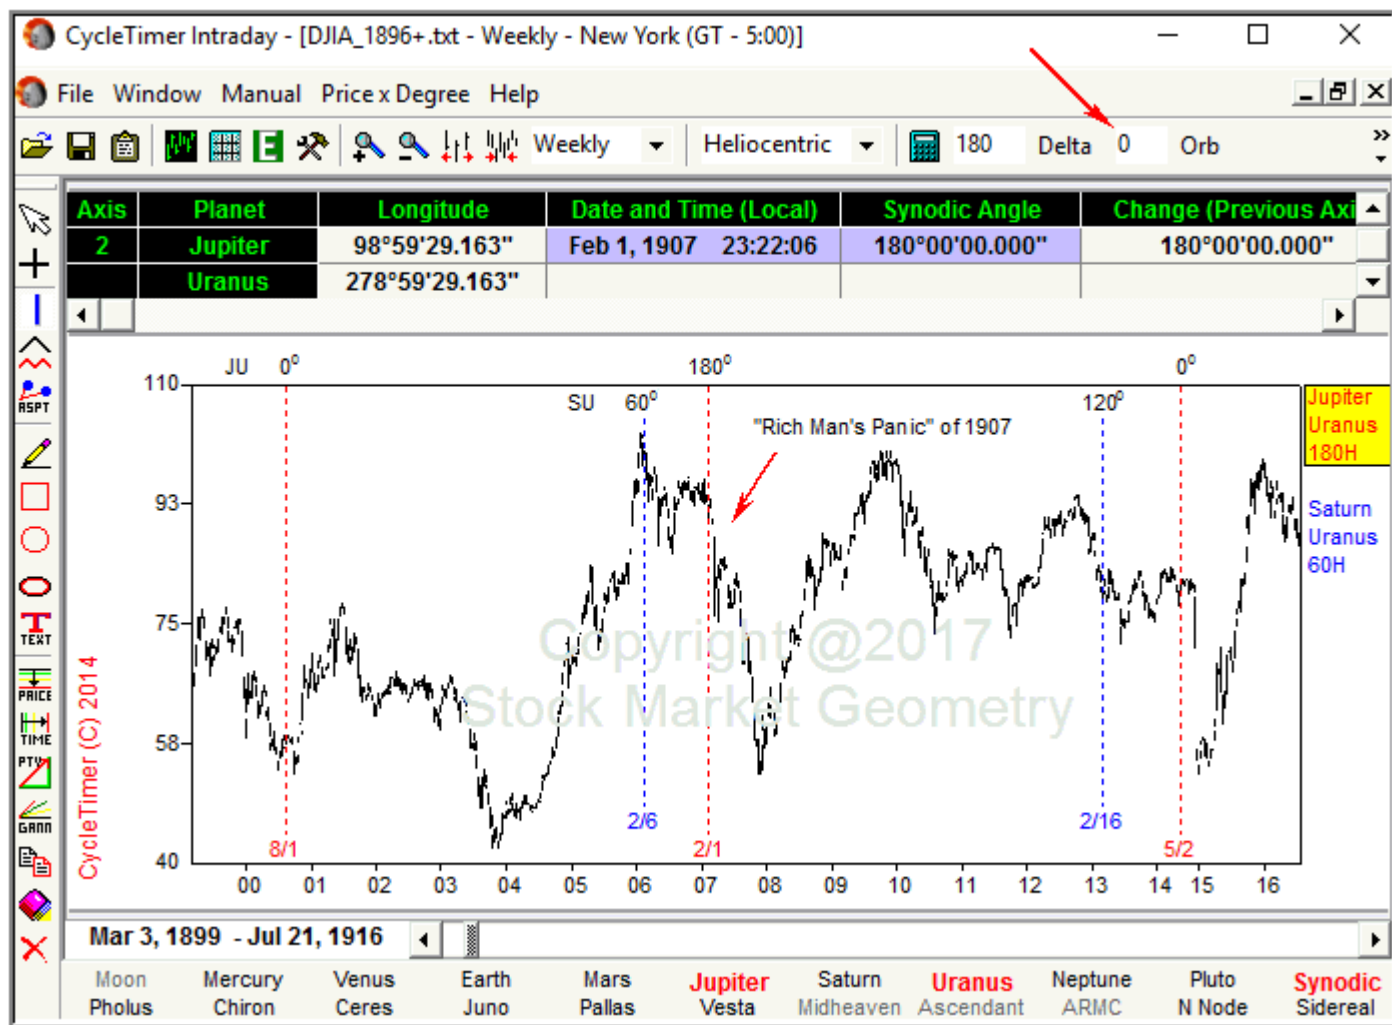 CycleTimer Intraday - [DJIA_1896+.txt - Weekly - New York (GT - 5:00)]
File Window Manual Price x Degree Help
Weekly Heliocentric 180 Delta 0 Orb
Axis Planet Longitude Date and Time (Local) Synodic Angle Change (Previous Axi
2 Jupiter 98°59'29.163" Feb 1, 1907 23:22:06 180°00'00.000" 180°00'00.000"
Uranus 278°59'29.163"
ASPT
TEXT
PRICE
TIME
PTV
GANN
JU 0° 180° 0°
SU 60° 120°
"Rich Man's Panic" of 1907
Jupiter
Uranus
180H
Saturn
Uranus
60H
110
93
75
58
40
Copyright @2017
Stock Market Geometry
CycleTimer (C) 2014
2/6 2/16
8/1 2/1 5/2
00 01 02 03 04 05 06 07 08 09 10 11 12 13 14 15 16
Mar 3, 1899 - Jul 21, 1916
Moon Mercury Venus Earth Mars Jupiter Saturn Uranus Neptune Pluto Synodic
Pholus Chiron Ceres Juno Pallas Vesta Midheaven Ascendant ARMC N Node Sidereal